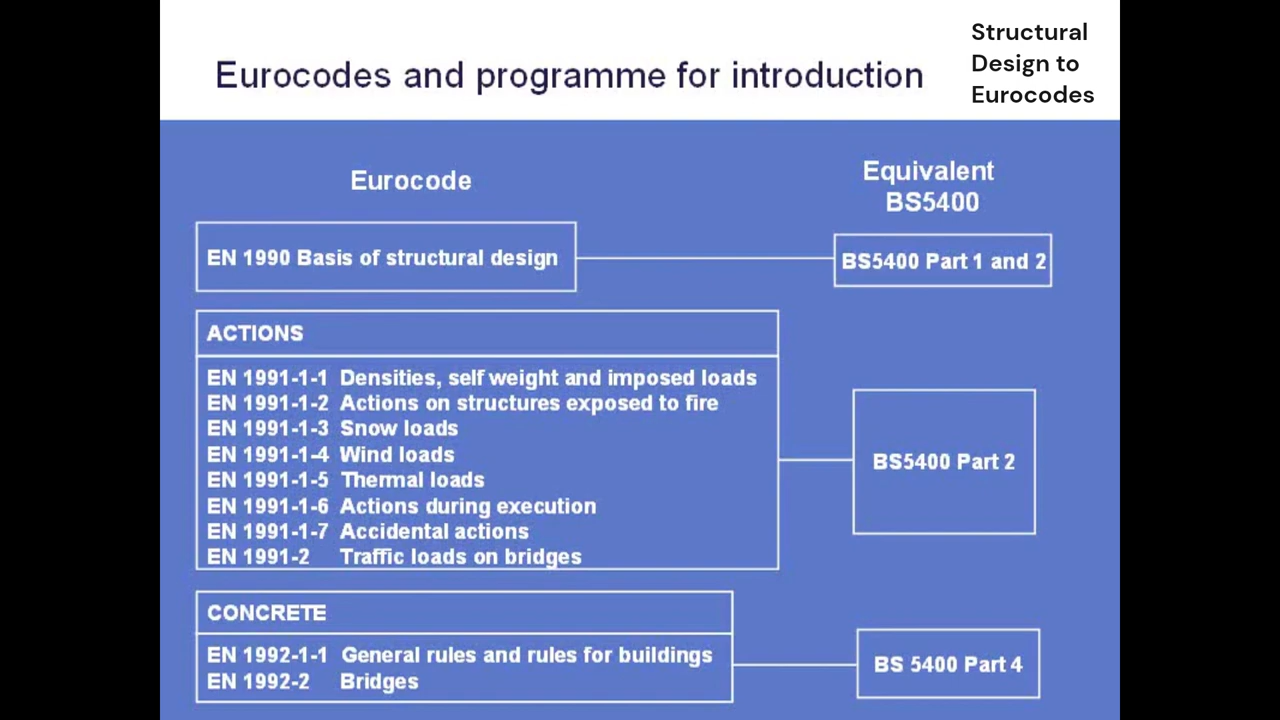 Eurocodes and programme for introduction
Structural
Design to
Eurocodes
Eurocode
Equivalent
BS5400
EN 1990 Basis of structural design
BS5400 Part 1 and 2
ACTIONS
EN 1991-1-1 Densities, self weight and imposed loads
EN 1991-1-2 Actions on structures exposed to fire
EN 1991-1-3 Snow loads
EN 1991-1-4 Wind loads
EN 1991-1-5 Thermal loads
EN 1991-1-6 Actions during execution
EN 1991-1-7 Accidental actions
EN 1991-2 Traffic loads on bridges
BS5400 Part 2
CONCRETE
EN 1992-1-1 General rules and rules for buildings
EN 1992-2 Bridges
BS 5400 Part 4